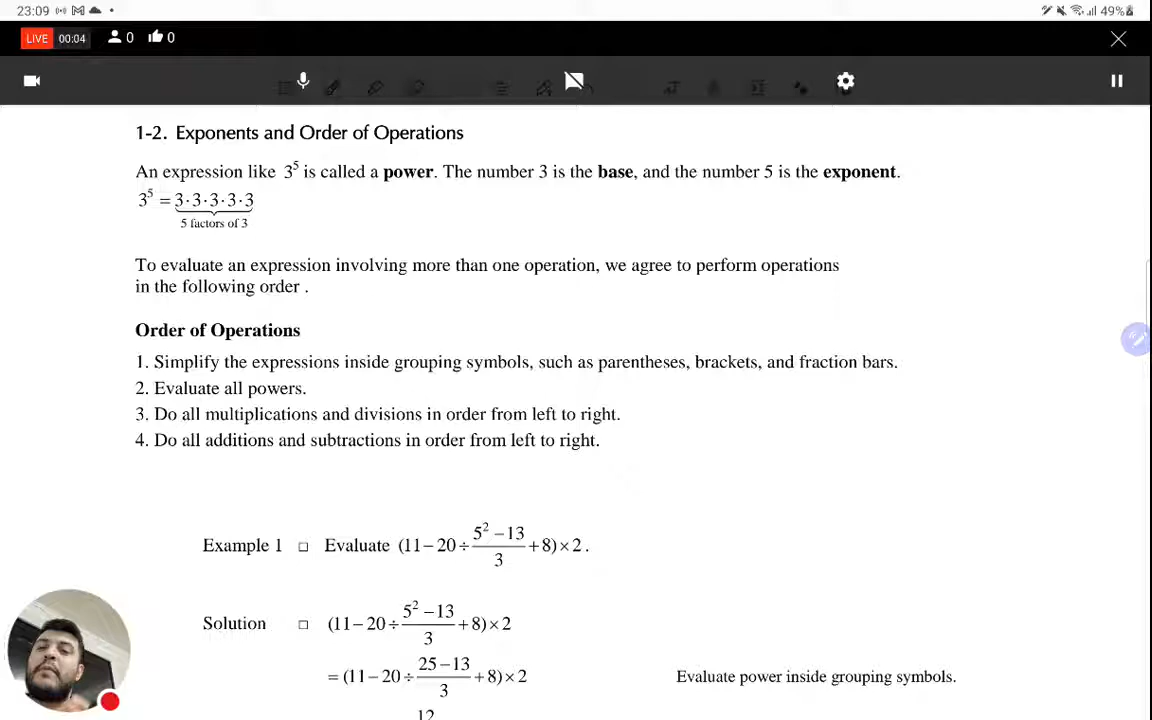 23:09 49%
LIVE 00:04 0 0
1-2. Exponents and Order of Operations
An expression like 3⁵ is called a power. The number 3 is the base, and the number 5 is the exponent.
3⁵ = 3·3·3·3·3
5 factors of 3
To evaluate an expression involving more than one operation, we agree to perform operations
in the following order .
Order of Operations
1. Simplify the expressions inside grouping symbols, such as parentheses, brackets, and fraction bars.
2. Evaluate all powers.
3. Do all multiplications and divisions in order from left to right.
4. Do all additions and subtractions in order from left to right.
Example 1 □ Evaluate (11 − 20 ÷ (5² − 13)/3 + 8) × 2 .
Solution □ (11 − 20 ÷ (5² − 13)/3 + 8) × 2
= (11 − 20 ÷ (25 − 13)/3 + 8) × 2 Evaluate power inside grouping symbols.
12